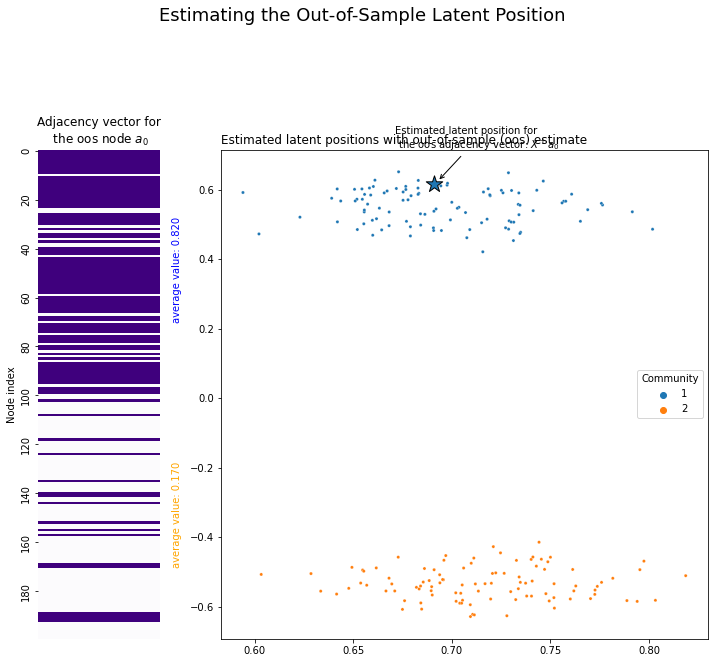 Estimating the Out-of-Sample Latent Position
Adjacency vector for
the oos node a₀
Node index
0
20
40
60
80
100
120
140
160
180
average value: 0.820
average value: 0.170
Estimated latent positions with out-of-sample (oos) estimate
Estimated latent position for
the oos adjacency vector:
0.6
0.4
0.2
0.0
−0.2
−0.4
−0.6
0.60
0.65
0.70
0.75
0.80
Community
1
2